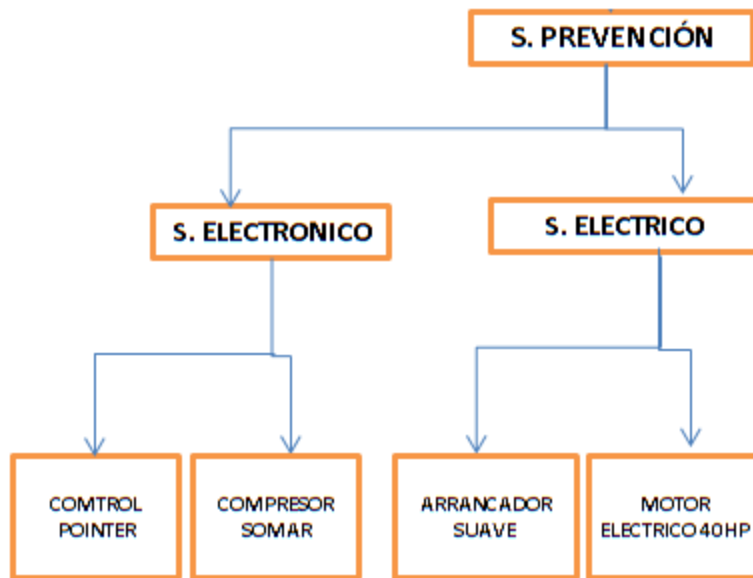 S. PREVENCIÓN
S. ELECTRONICO
S. ELECTRICO
COMTROL
POINTER
COMPRESOR
SOMAR
ARRANCADOR
SUAVE
MOTOR
ELECTRICO 40HP